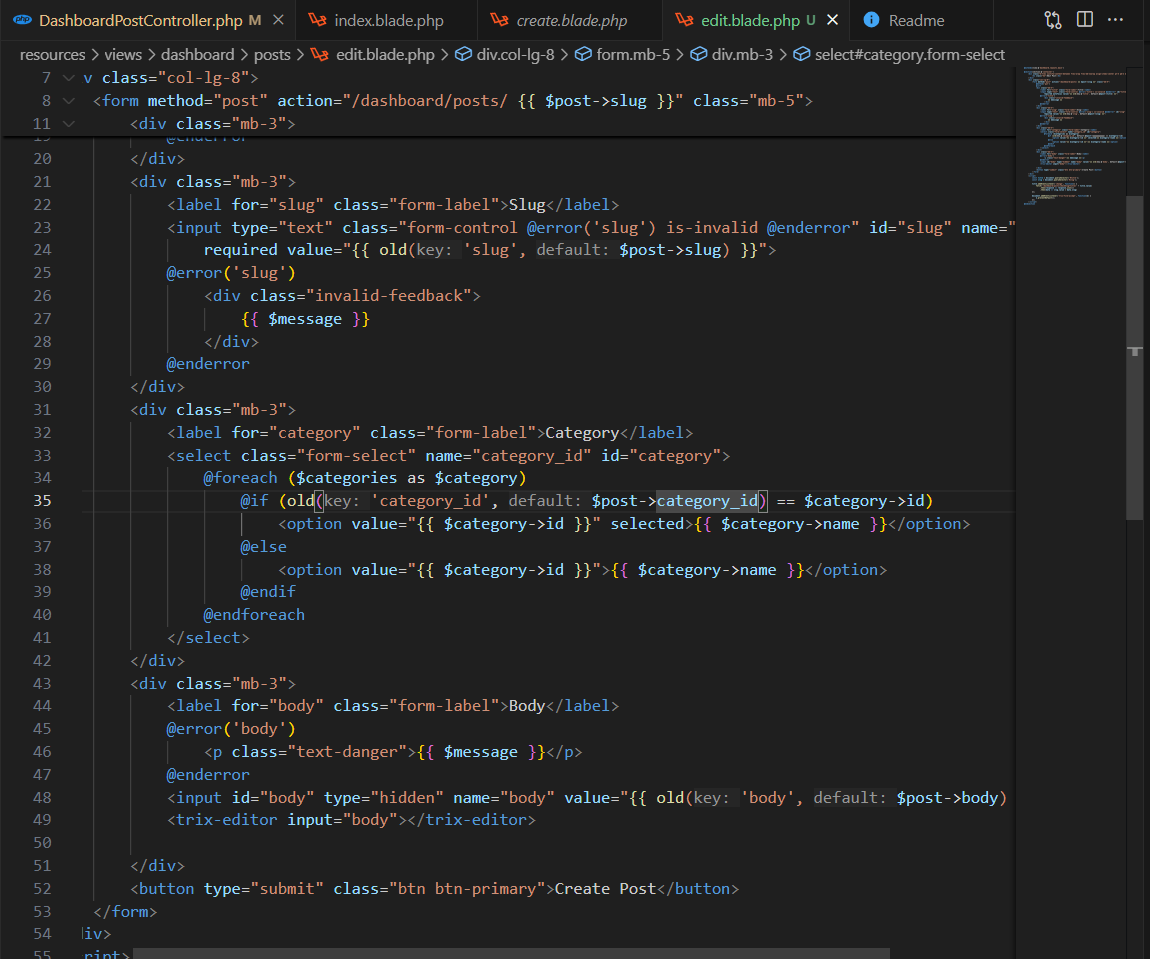 DashboardPostController.php M
index.blade.php
create.blade.php
edit.blade.php U
Readme
resources > views > dashboard > posts > edit.blade.php > div.col-lg-8 > form.mb-5 > div.mb-3 > select#category.form-select
7 v class="col-lg-8">
8 <form method="post" action="/dashboard/posts/ {{ $post->slug }}" class="mb-5">
11 <div class="mb-3">
19 @enderror
20 </div>
21 <div class="mb-3">
22 <label for="slug" class="form-label">Slug</label>
23 <input type="text" class="form-control @error('slug') is-invalid @enderror" id="slug" name="
24 required value="{{ old(key: 'slug', default: $post->slug) }}">
25 @error('slug')
26 <div class="invalid-feedback">
27 {{ $message }}
28 </div>
29 @enderror
30 </div>
31 <div class="mb-3">
32 <label for="category" class="form-label">Category</label>
33 <select class="form-select" name="category_id" id="category">
34 @foreach ($categories as $category)
35 @if (old(key: 'category_id', default: $post->category_id) == $category->id)
36 <option value="{{ $category->id }}" selected>{{ $category->name }}</option>
37 @else
38 <option value="{{ $category->id }}">{{ $category->name }}</option>
39 @endif
40 @endforeach
41 </select>
42 </div>
43 <div class="mb-3">
44 <label for="body" class="form-label">Body</label>
45 @error('body')
46 <p class="text-danger">{{ $message }}</p>
47 @enderror
48 <input id="body" type="hidden" name="body" value="{{ old(key: 'body', default: $post->body)
49 <trix-editor input="body"></trix-editor>
50
51 </div>
52 <button type="submit" class="btn btn-primary">Create Post</button>
53 </form>
54 iv>
55 ript>